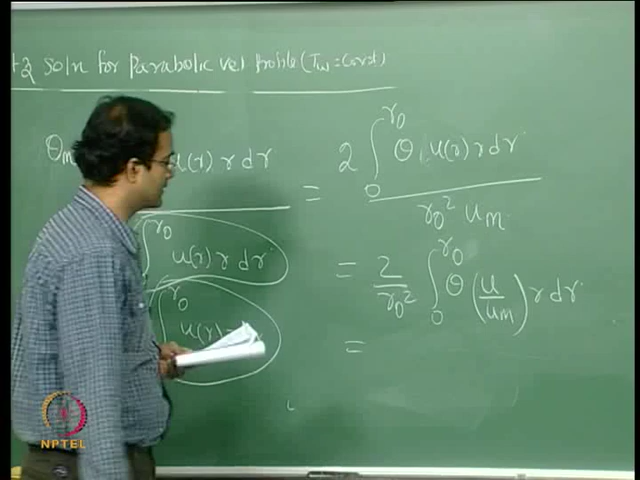 soln for parabolic vel profile (Tw = Const)
θm u(r) r dr = 2 ∫₀^r₀ θ, u(r) r dr / r₀² um
∫ r₀ u(r) r dr
= 2/r₀² ∫₀^r₀ θ (u/um) r dr
∫ r₀ u(r)
=
NPTEL